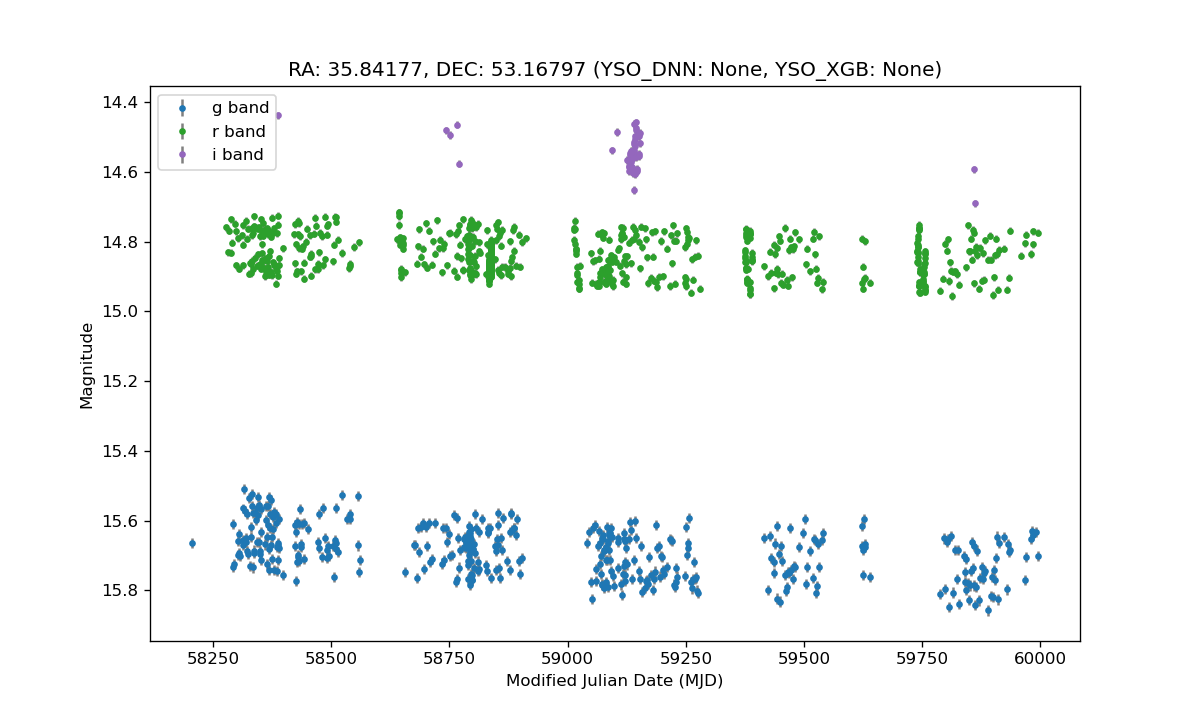 RA: 35.84177, DEC: 53.16797 (YSO_DNN: None, YSO_XGB: None)
g band
r band
i band
14.4
14.6
14.8
15.0
15.2
15.4
15.6
15.8
Magnitude
58250 58500 58750 59000 59250 59500 59750 60000
Modified Julian Date (MJD)